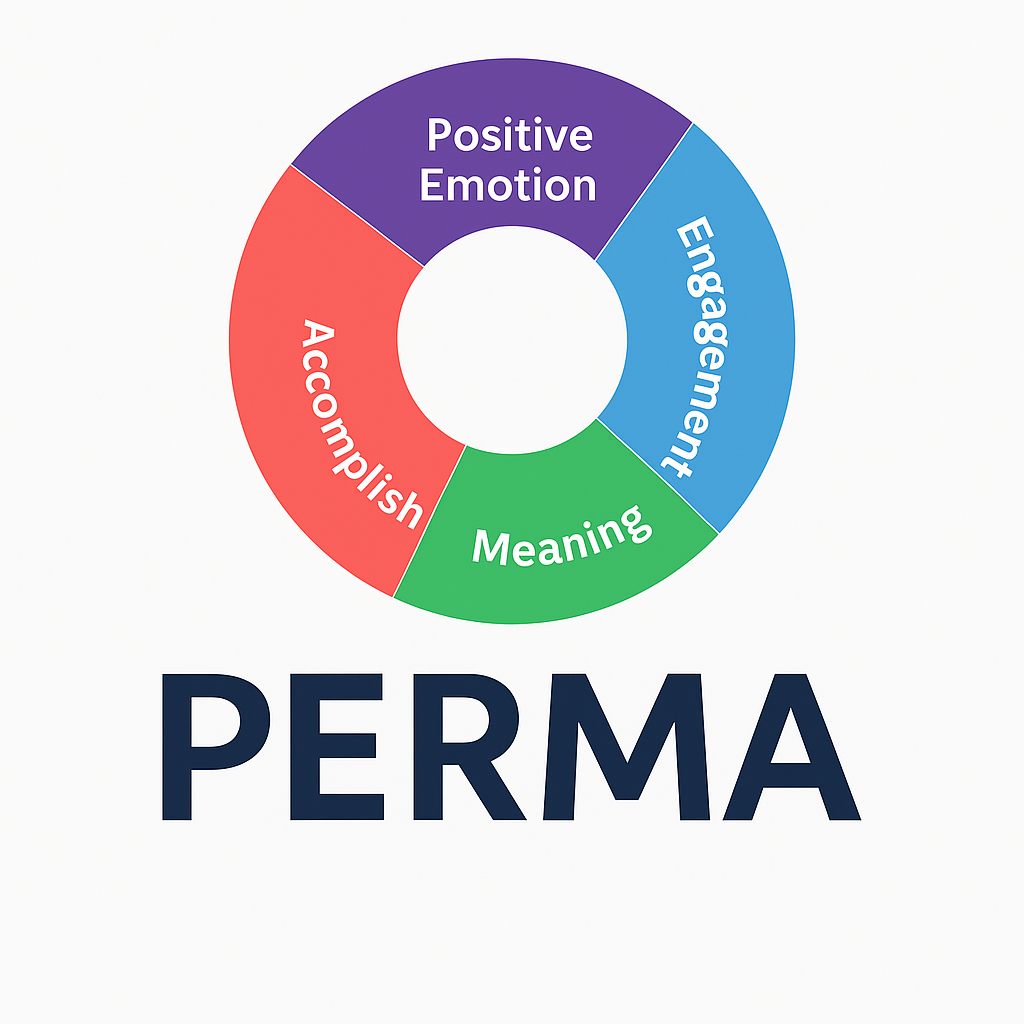 Positive
Emotion
Engagement
Meaning
Accomplish
PERMA